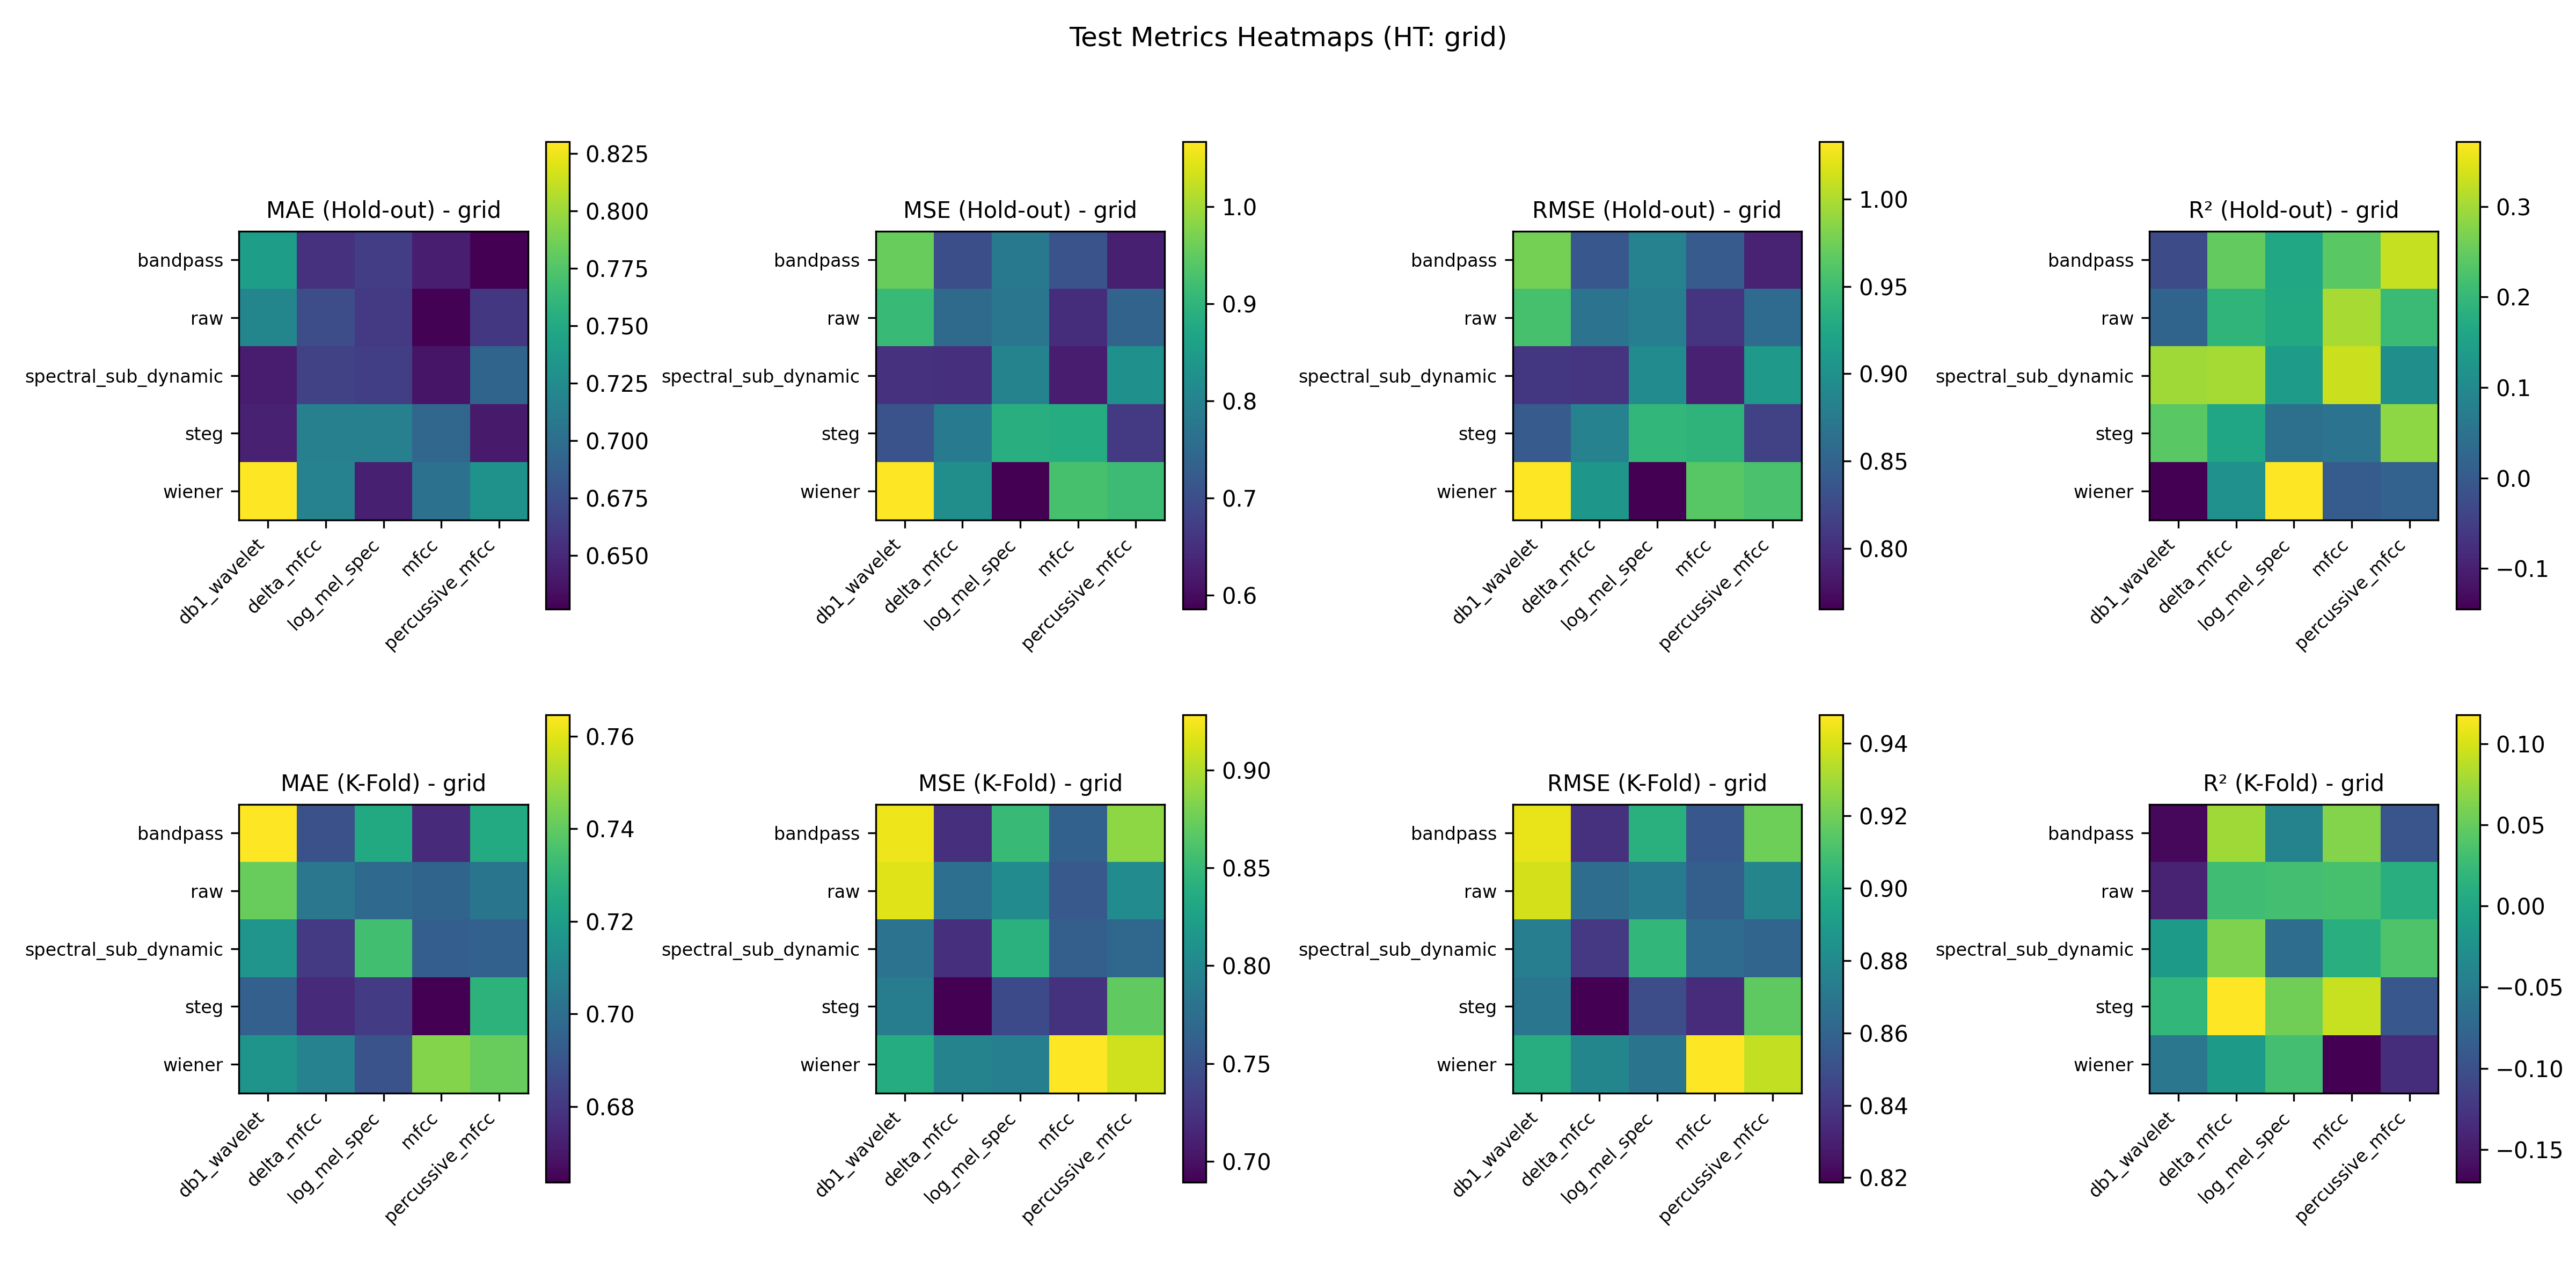 Test Metrics Heatmaps (HT: grid)
MAE (Hold-out) - grid
bandpass
raw
spectral_sub_dynamic
steg
wiener
db1_wavelet
delta_mfcc
log_mel_spec
mfcc
percussive_mfcc
0.825
0.800
0.775
0.750
0.725
0.700
0.675
0.650
MSE (Hold-out) - grid
bandpass
raw
spectral_sub_dynamic
steg
wiener
db1_wavelet
delta_mfcc
log_mel_spec
mfcc
percussive_mfcc
1.0
0.9
0.8
0.7
0.6
RMSE (Hold-out) - grid
bandpass
raw
spectral_sub_dynamic
steg
wiener
db1_wavelet
delta_mfcc
log_mel_spec
mfcc
percussive_mfcc
1.00
0.95
0.90
0.85
0.80
R² (Hold-out) - grid
bandpass
raw
spectral_sub_dynamic
steg
wiener
db1_wavelet
delta_mfcc
log_mel_spec
mfcc
percussive_mfcc
0.3
0.2
0.1
0.0
−0.1
MAE (K-Fold) - grid
bandpass
raw
spectral_sub_dynamic
steg
wiener
db1_wavelet
delta_mfcc
log_mel_spec
mfcc
percussive_mfcc
0.76
0.74
0.72
0.70
0.68
MSE (K-Fold) - grid
bandpass
raw
spectral_sub_dynamic
steg
wiener
db1_wavelet
delta_mfcc
log_mel_spec
mfcc
percussive_mfcc
0.90
0.85
0.80
0.75
0.70
RMSE (K-Fold) - grid
bandpass
raw
spectral_sub_dynamic
steg
wiener
db1_wavelet
delta_mfcc
log_mel_spec
mfcc
percussive_mfcc
0.94
0.92
0.90
0.88
0.86
0.84
0.82
R² (K-Fold) - grid
bandpass
raw
spectral_sub_dynamic
steg
wiener
db1_wavelet
delta_mfcc
log_mel_spec
mfcc
percussive_mfcc
0.10
0.05
0.00
−0.05
−0.10
−0.15